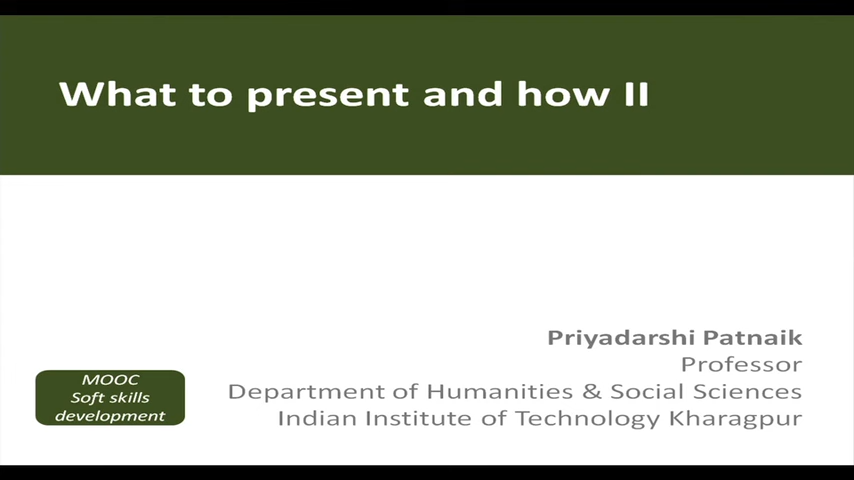 What to present and how II
Priyadarshi Patnaik
Professor
Department of Humanities & Social Sciences
Indian Institute of Technology Kharagpur
MOOC
Soft skills
development